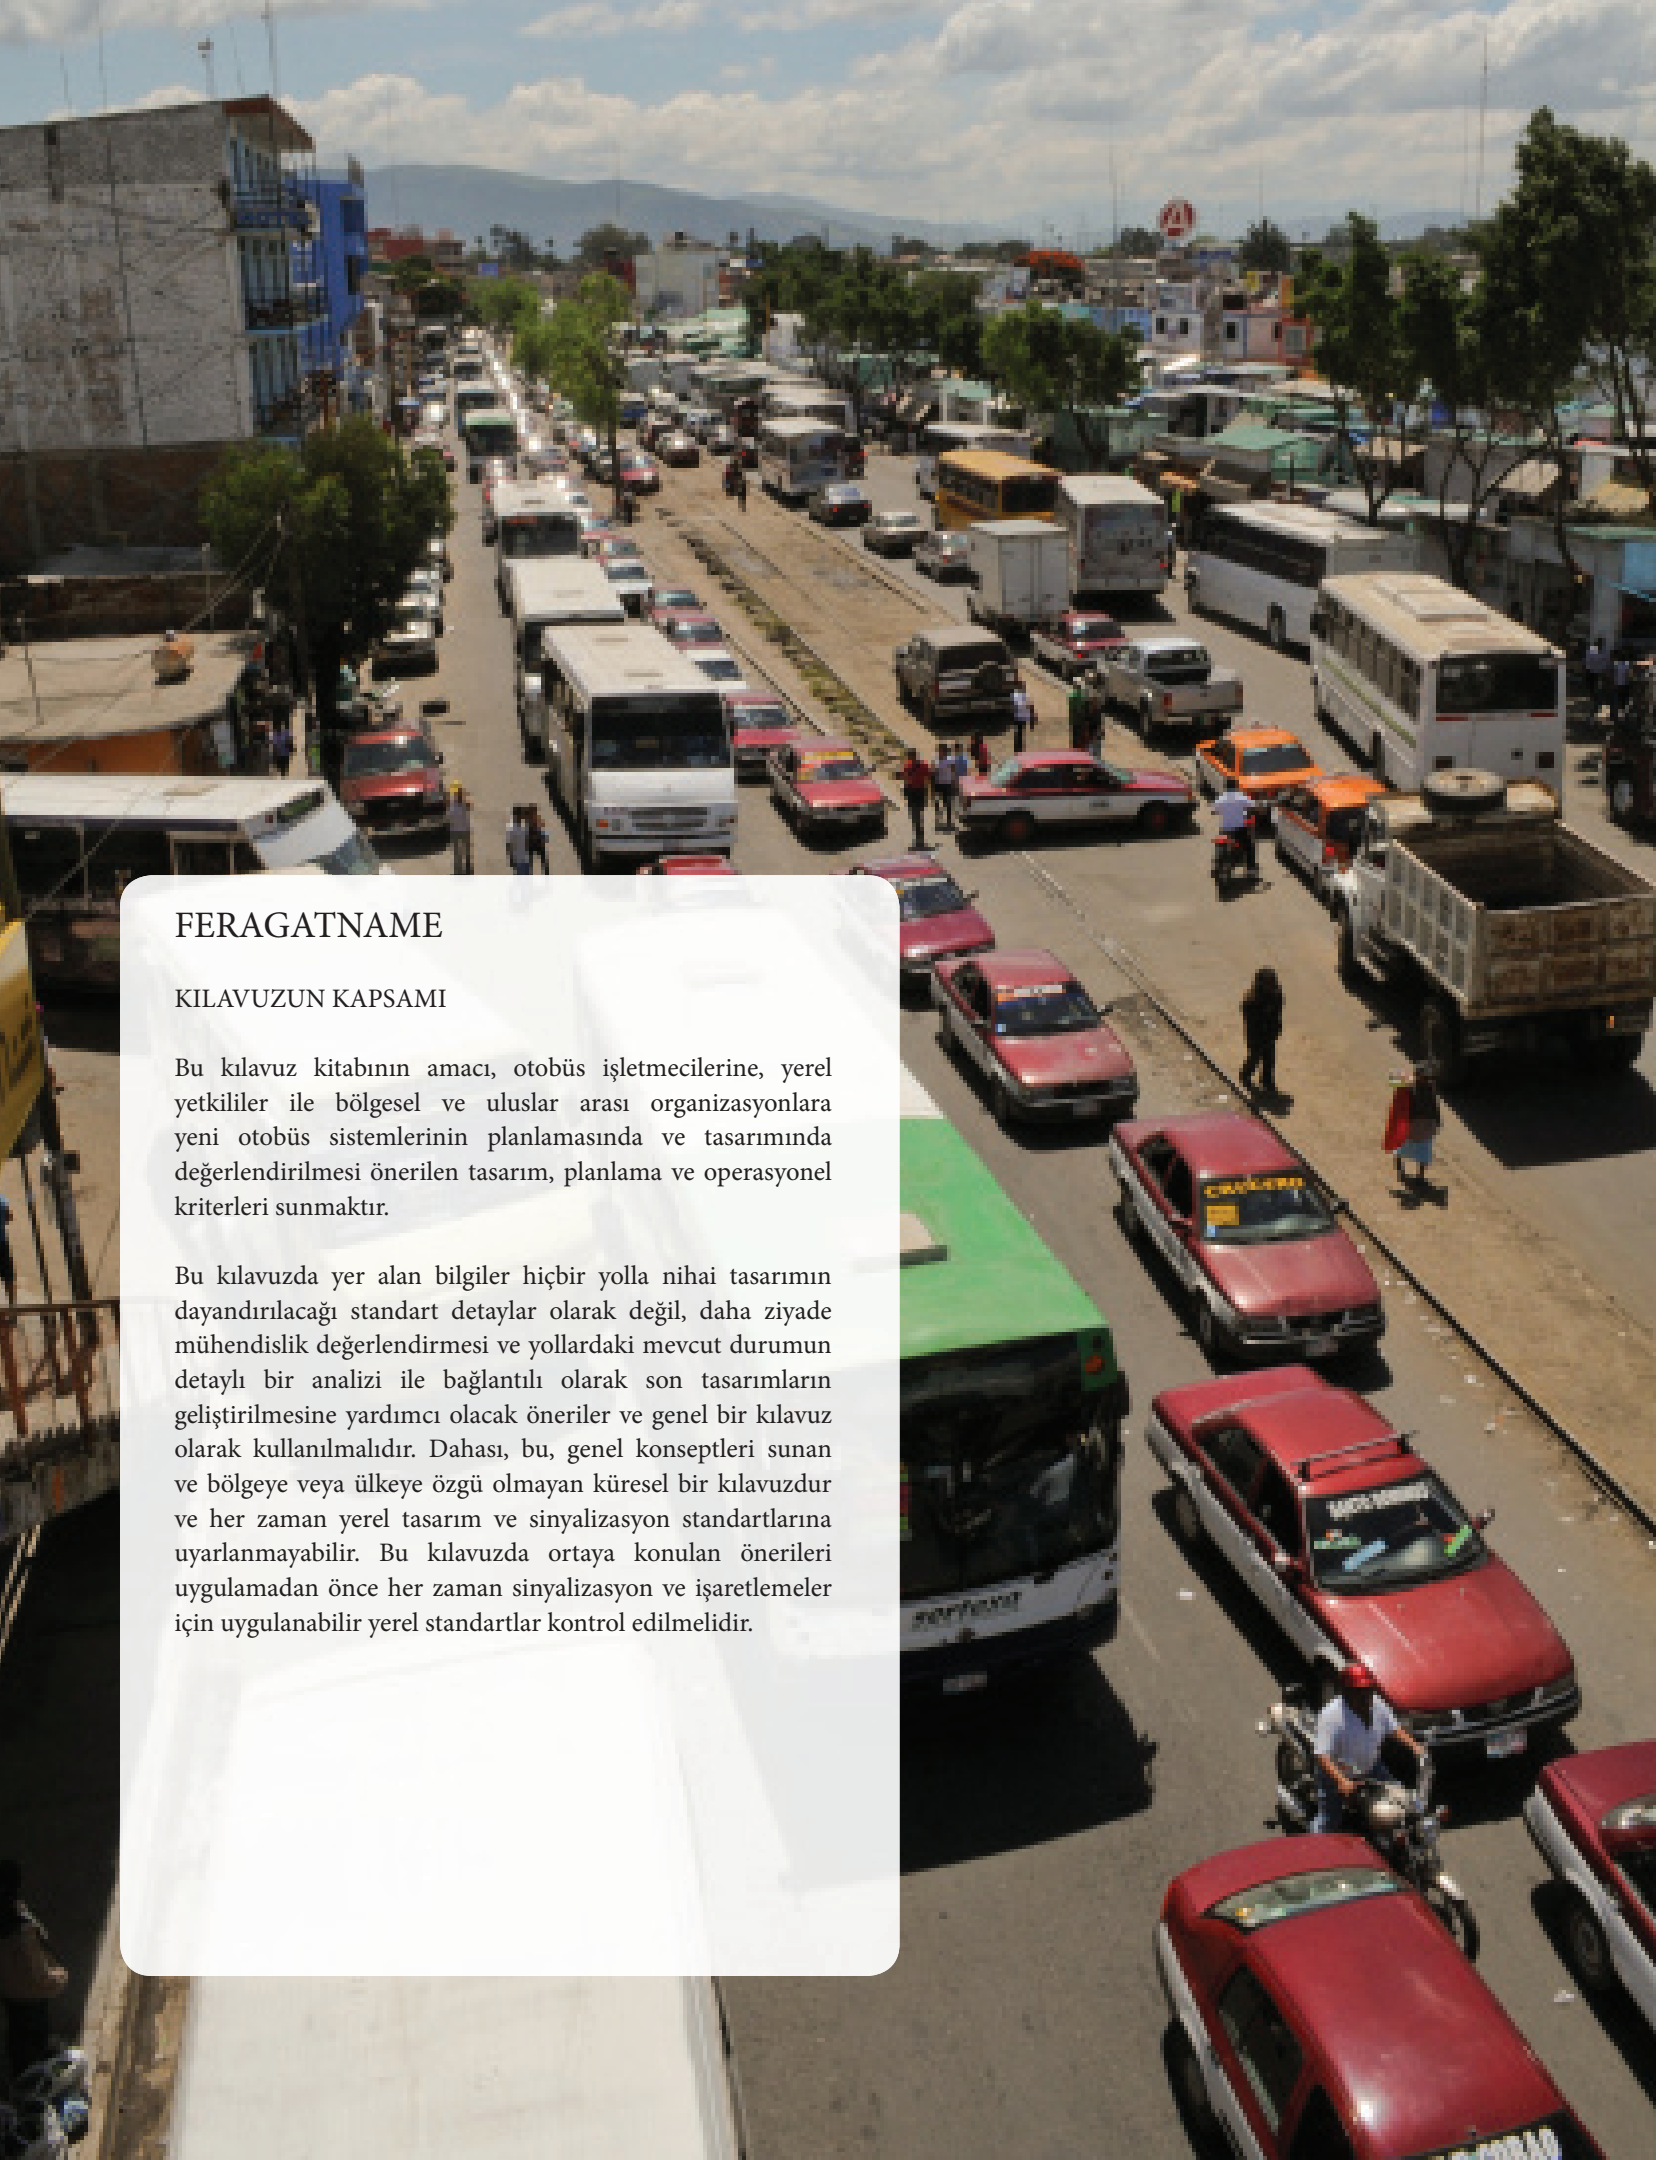 FERAGATNAME
KILAVUZUN KAPSAMI
Bu kılavuz kitabının amacı, otobüs işletmecilerine, yerel
yetkililer ile bölgesel ve uluslar arası organizasyonlara
yeni otobüs sistemlerinin planlamasında ve tasarımında
değerlendirilmesi önerilen tasarım, planlama ve operasyonel
kriterleri sunmaktır.
Bu kılavuzda yer alan bilgiler hiçbir yolla nihai tasarımın
dayandırılacağı standart detaylar olarak değil, daha ziyade
mühendislik değerlendirmesi ve yollardaki mevcut durumun
detaylı bir analizi ile bağlantılı olarak son tasarımların
geliştirilmesine yardımcı olacak öneriler ve genel bir kılavuz
olarak kullanılmalıdır. Dahası, bu, genel konseptleri sunan
ve bölgeye veya ülkeye özgü olmayan küresel bir kılavuzdur
ve her zaman yerel tasarım ve sinyalizasyon standartlarına
uyarlanmayabilir. Bu kılavuzda ortaya konulan önerileri
uygulamadan önce her zaman sinyalizasyon ve işaretlemeler
için uygulanabilir yerel standartlar kontrol edilmelidir.
CRUCERO